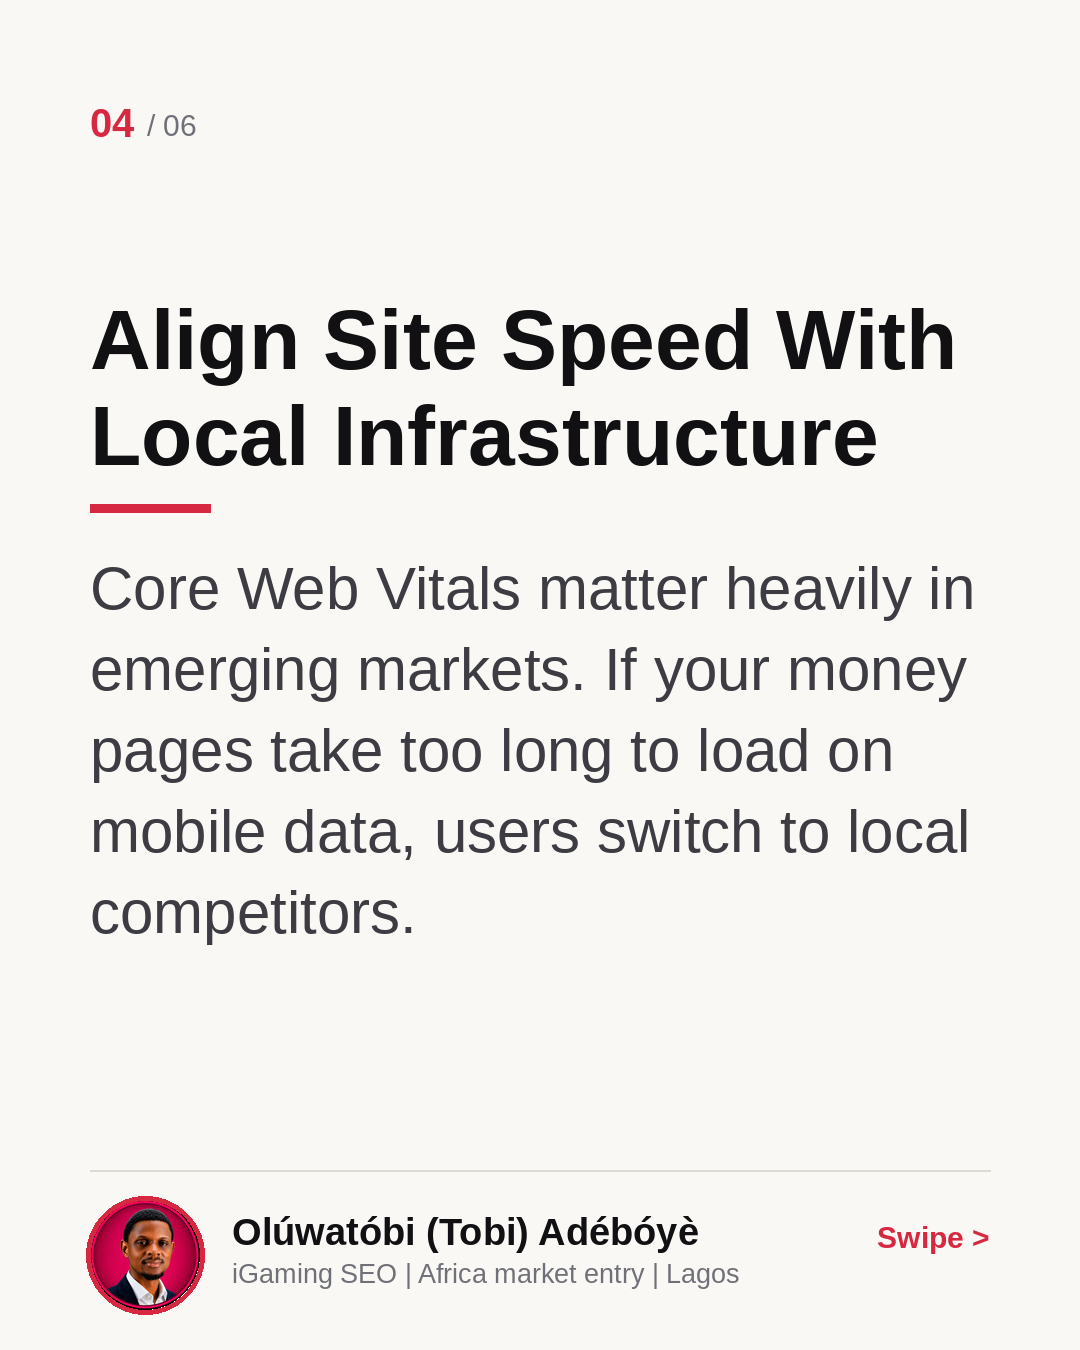 04 / 06
Align Site Speed With
Local Infrastructure
Core Web Vitals matter heavily in
emerging markets. If your money
pages take too long to load on
mobile data, users switch to local
competitors.
Olúwatóbi (Tobi) Adébóyè
iGaming SEO | Africa market entry | Lagos
Swipe >